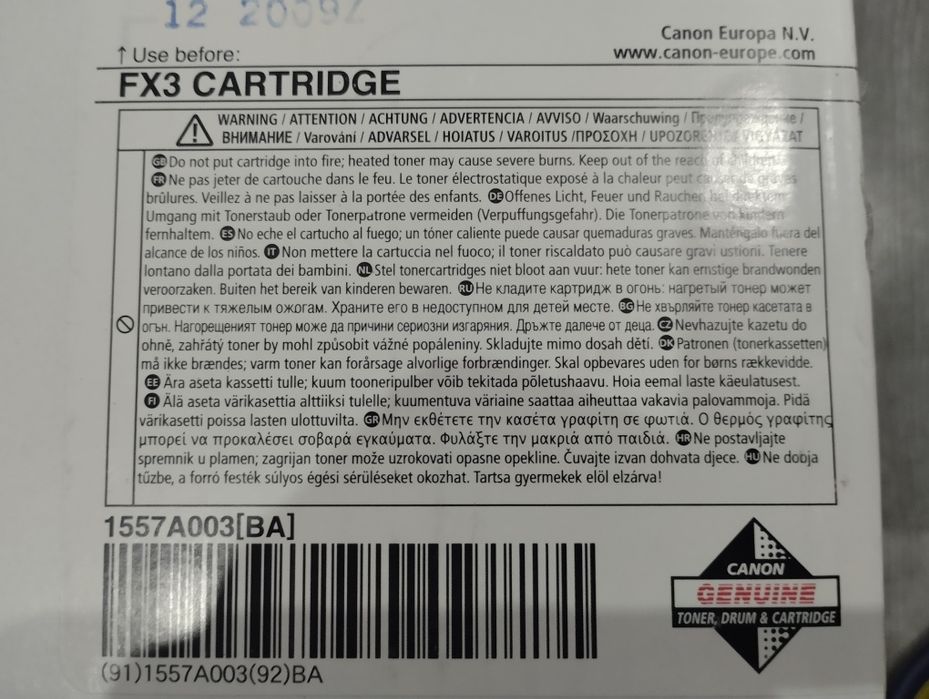 12 2009
↑ Use before:
Canon Europa N.V.
www.canon-europe.com
FX3 CARTRIDGE
WARNING / ATTENTION / ACHTUNG / ADVERTENCIA / AVVISO / Waarschuwing /
ВНИМАНИЕ / Varování / ADVARSEL / HOIATUS / VAROITUS /ΠΡΟΣΟΧΗ /
GB Do not put cartridge into fire; heated toner may cause severe burns. Keep out of the reach of children.
FR Ne pas jeter de cartouche dans le feu. Le toner électrostatique exposé à la chaleur peut causer de graves
brûlures. Veillez à ne pas laisser à la portée des enfants. DE Offenes Licht, Feuer und Rauchen, bei direktem
Umgang mit Tonerstaub oder Tonerpatrone vermeiden (Verpuffungsgefahr). Die Tonerpatrone von Kindern
fernhaltem. ES No eche el cartucho al fuego; un tóner caliente puede causar quemaduras graves. Manténgalo fuera del
alcance de los niños. IT Non mettere la cartuccia nel fuoco; il toner riscaldato può causare gravi ustioni. Tenere
lontano dalla portata dei bambini. NL Stel tonercartridges niet bloot aan vuur: hete toner kan ernstige brandwonden
veroorzaken. Buiten het bereik van kinderen bewaren. RU Не кладите картридж в огонь: нагретый тонер может
привести к тяжелым ожогам. Храните его в недоступном для детей месте. BG Не хвърляйте тонер касетата в
огън. Нагорещеният тонер може да причини сериозни изгаряния. Дръжте далече от деца. CZ Nevhazujte kazetu do
ohně, zahřátý toner by mohl způsobit vážné popáleniny. Skladujte mimo dosah dětí. DK Patronen (tonerkassetten)
må ikke brændes; varm toner kan forårsage alvorlige forbrændinger. Skal opbevares uden for børns rækkevidde.
EE Ära aseta kassetti tulle; kuum tooneripulber võib tekitada põletushaavu. Hoia eemal laste käeulatusest.
FI Älä aseta värikasettia alttiiksi tulelle; kuumentuva väriaine saattaa aiheuttaa vakavia palovammoja. Pidä
värikasetti poissa lasten ulottuvilta. GR Μην εκθέτετε την κασέτα γραφίτη σε φωτιά. Ο θερμός γραφίτης
μπορεί να προκαλέσει σοβαρά εγκαύματα. Φυλάξτε την μακριά από παιδιά. HR Ne postavljajte
spremnik u plamen; zagrijan toner može uzrokovati opasne opekline. Čuvajte izvan dohvata djece. HU Ne dobja
tűzbe, a forró festék súlyos égési sérüléseket okozhat. Tartsa gyermekek elöl elzárva!
1557A003[BA]
(91)1557A003(92)BA
CANON
GENUINE
TONER, DRUM & CARTRIDGE